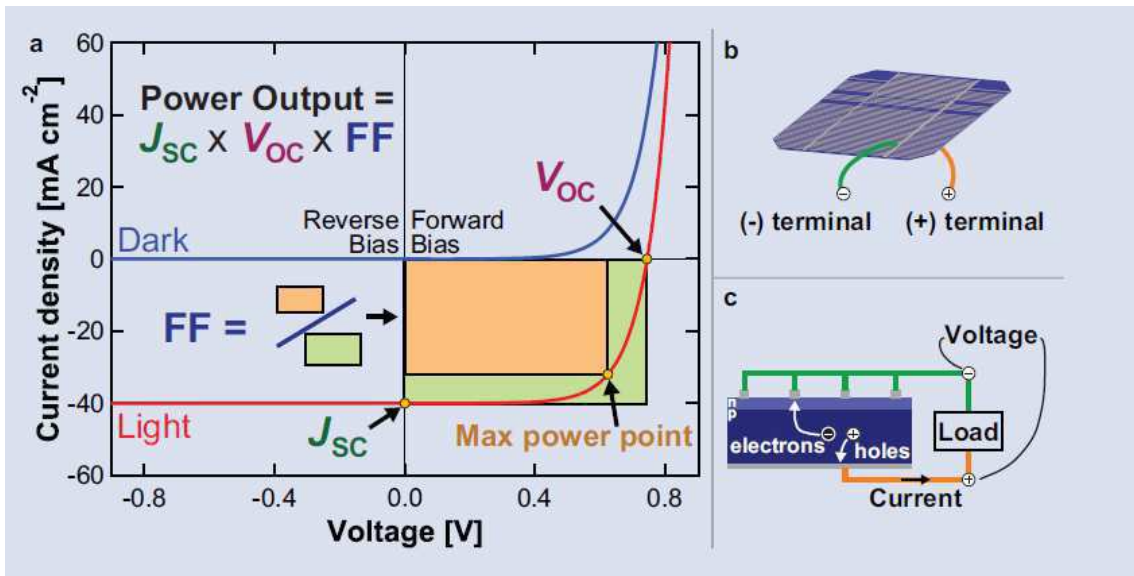 a
Power Output =
JSC x VOC x FF
VOC
Reverse Bias
Forward Bias
Dark
FF =
Light
JSC
Max power point
60
40
20
0
-20
-40
-60
-0.8
-0.4
0.0
0.4
0.8
Current density [mA cm-2]
Voltage [V]
b
(-) terminal
(+) terminal
c
Voltage
n
p
electrons
holes
Load
Current